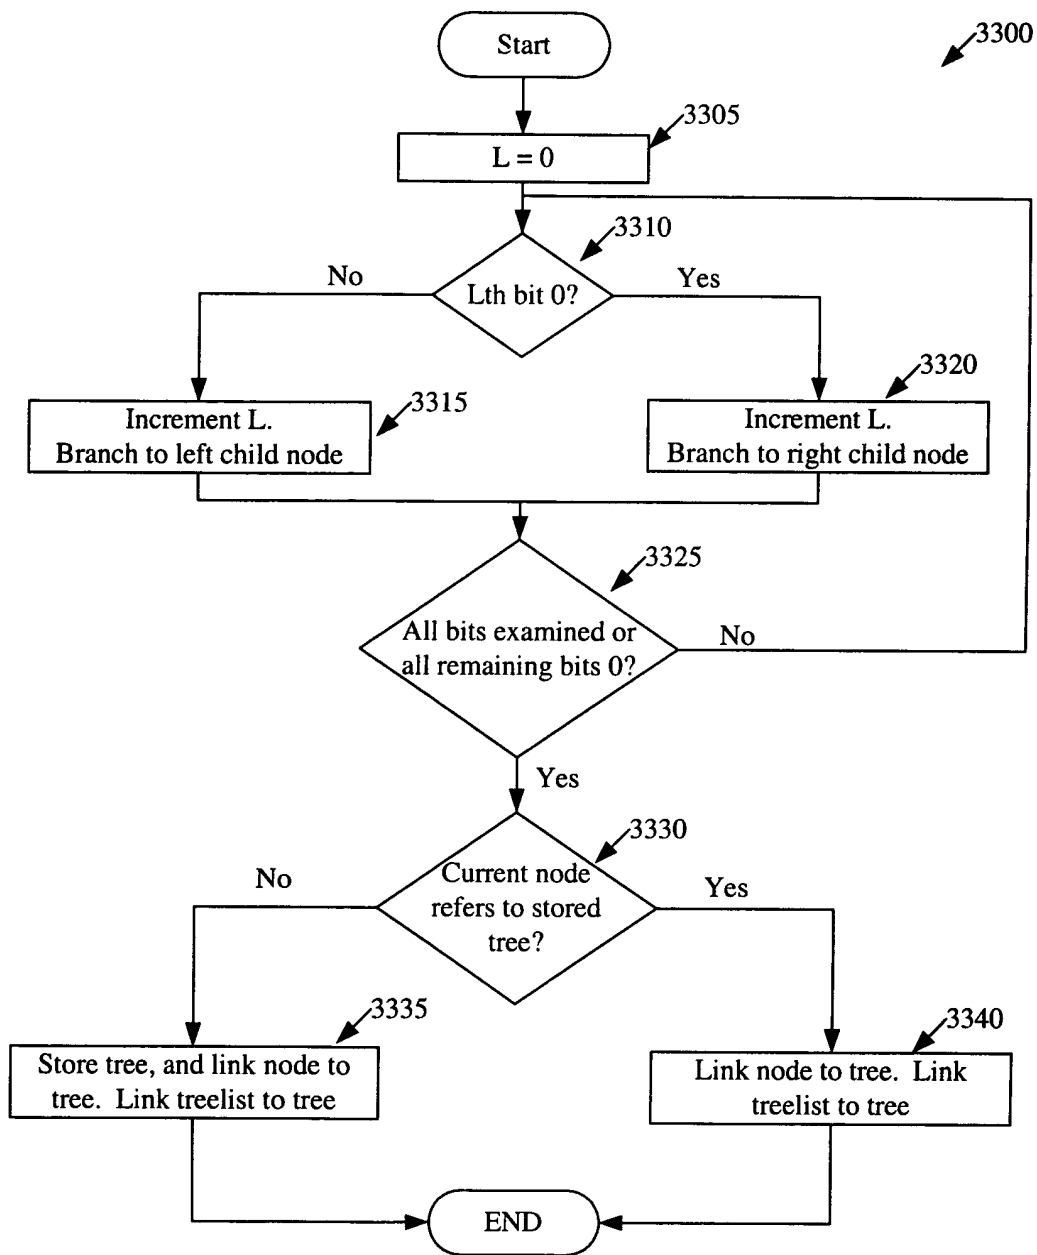 Start
3300
3305
L = 0
3310
No
Yes
Lth bit 0?
3320
3315
Increment L.
Branch to left child node
Increment L.
Branch to right child node
3325
All bits examined or
all remaining bits 0?
No
Yes
3330
No
Yes
Current node
refers to stored
tree?
3335
3340
Store tree, and link node to
tree. Link treelist to tree
Link node to tree. Link
treelist to tree
END